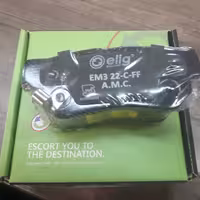 elig
EM3 22-C-FF
A.M.C.
ESCORT YOU TO
THE DESTINATION.